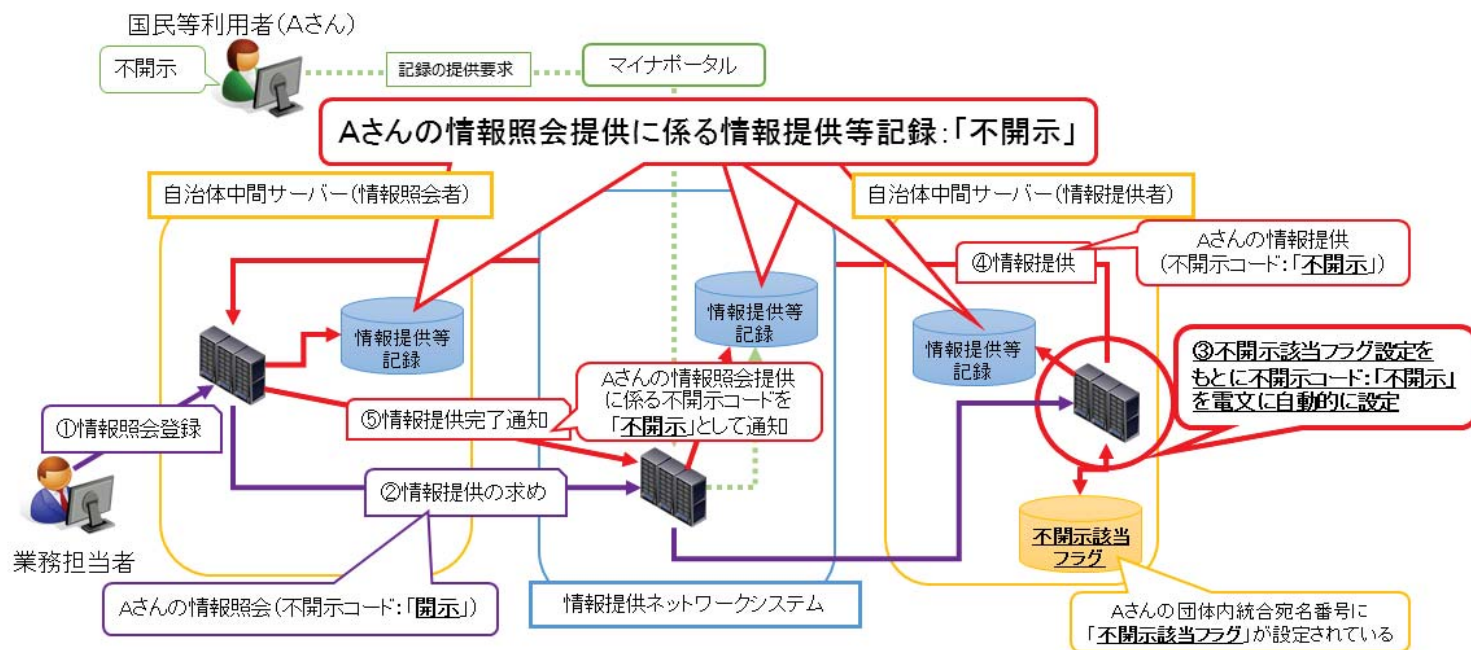 国民等利用者(Aさん)
不開示
記録の提供要求
マイナポータル
Aさんの情報照会提供に係る情報提供等記録:「不開示」
自治体中間サーバー(情報照会者)
自治体中間サーバー(情報提供者)
④情報提供
Aさんの情報提供
(不開示コード:「不開示」)
情報提供等
記録
情報提供等
記録
情報提供等
記録
③不開示該当フラグ設定を
もとに不開示コード:「不開示」
を電文に自動的に設定
Aさんの情報照会提供
に係る不開示コードを
「不開示」として通知
①情報照会登録
⑤情報提供完了通知
②情報提供の求め
業務担当者
不開示該当
フラグ
Aさんの情報照会(不開示コード:「開示」)
情報提供ネットワークシステム
Aさんの団体内統合宛名番号に
「不開示該当フラグ」が設定されている